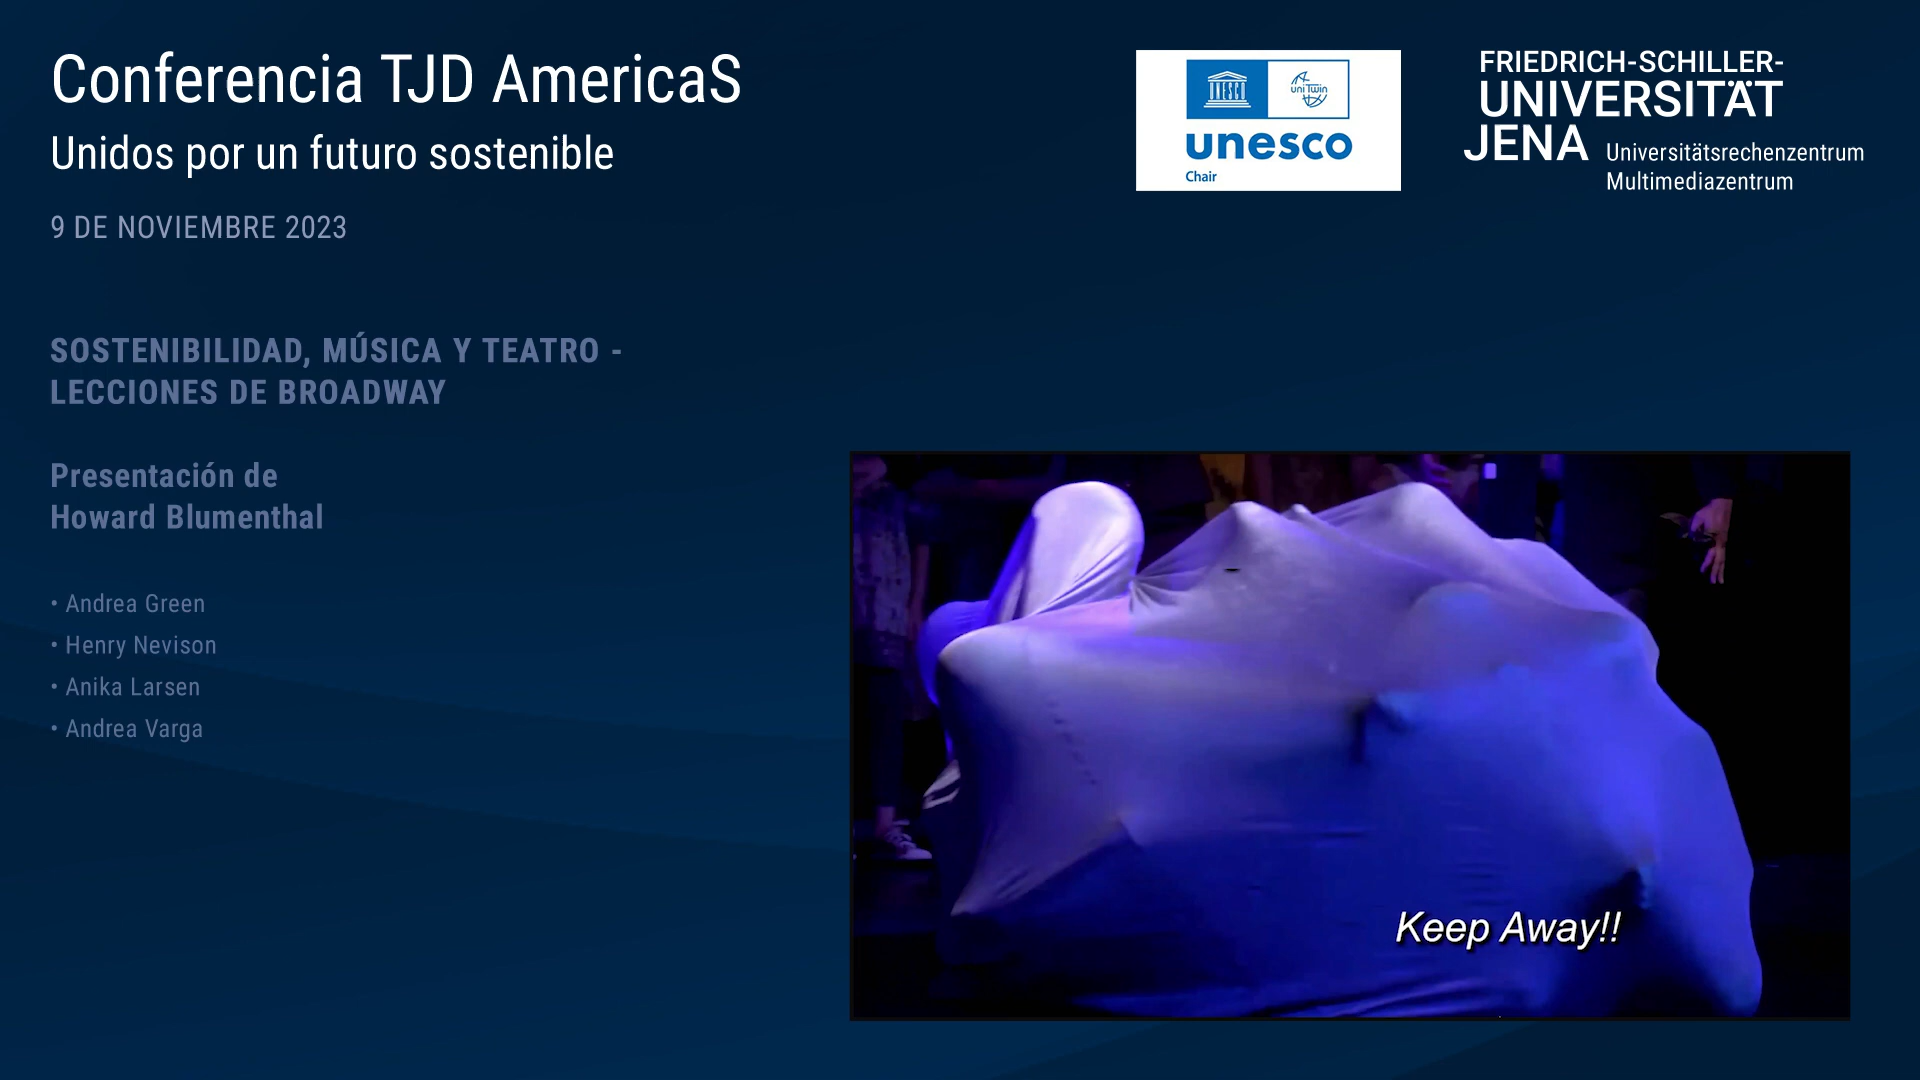 Conferencia TJD AmericaS
Unidos por un futuro sostenible
9 DE NOVIEMBRE 2023
UNESCO
uniTwin
unesco
Chair
FRIEDRICH-SCHILLER-
UNIVERSITÄT
JENA
Universitätsrechenzentrum
Multimediazentrum
SOSTENIBILIDAD, MÚSICA Y TEATRO -
LECCIONES DE BROADWAY
Presentación de
Howard Blumenthal
• Andrea Green
• Henry Nevison
• Anika Larsen
• Andrea Varga
Keep Away!!